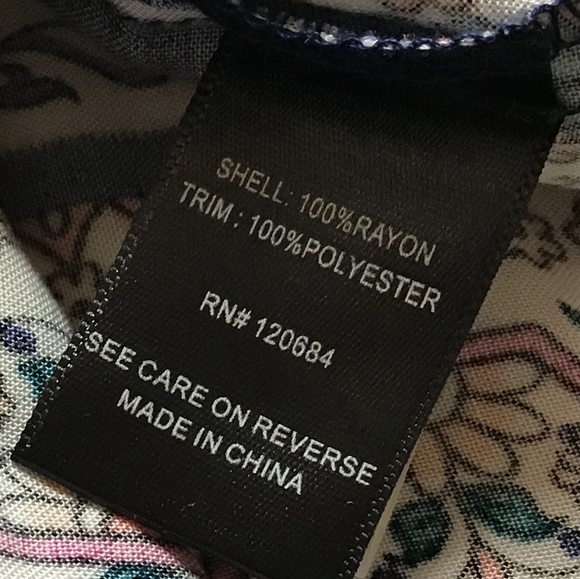 SHELL: 100%RAYON
TRIM : 100%POLYESTER
RN# 120684
SEE CARE ON REVERSE
MADE IN CHINA